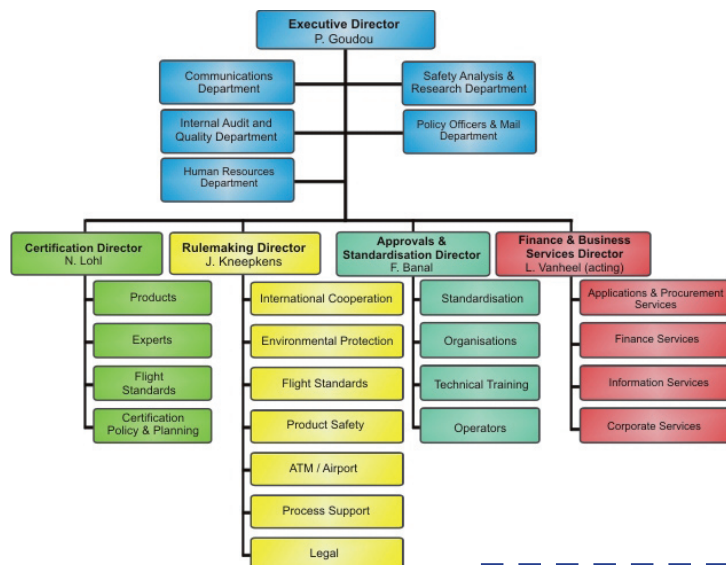 Executive Director
P. Goudou
Communications
Department
Safety Analysis &
Research Department
Internal Audit and
Quality Department
Policy Officers & Mail
Department
Human Resources
Department
Certification Director
N. Lohl
Rulemaking Director
J. Kneepkens
Approvals &
Standardisation Director
F. Banal
Finance & Business
Services Director
L. Vanheel (acting)
Products
Experts
Flight
Standards
Certification
Policy & Planning
International Cooperation
Environmental Protection
Flight Standards
Product Safety
ATM / Airport
Process Support
Legal
Standardisation
Organisations
Technical Training
Operators
Applications & Procurement
Services
Finance Services
Information Services
Corporate Services